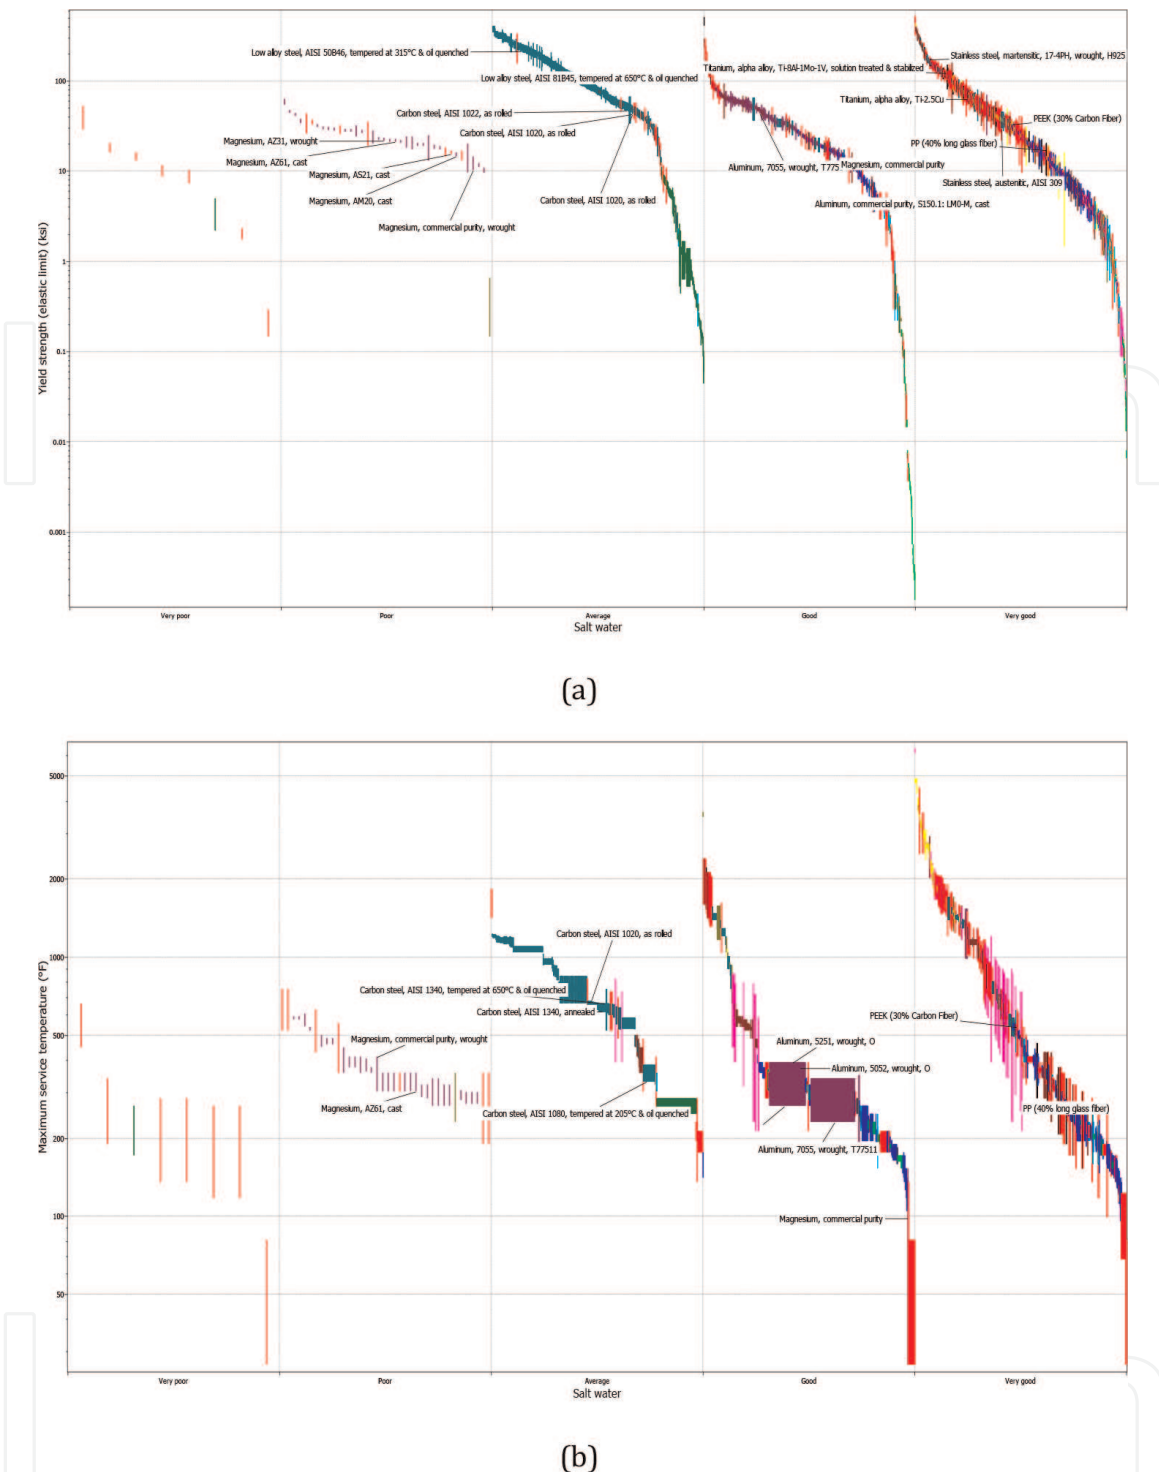 Yield strength (elastic limit) (ksi)
100
10
1
0.1
0.01
0.001
Low alloy steel, AISI 50B46, tempered at 315°C & oil quenched
Low alloy steel, AISI 81B45, tempered at 650°C & oil quenched
Carbon steel, AISI 1022, as rolled
Carbon steel, AISI 1020, as rolled
Carbon steel, AISI 1020, as rolled
Magnesium, AZ31, wrought
Magnesium, AZ61, cast
Magnesium, AS21, cast
Magnesium, AM20, cast
Magnesium, commercial purity, wrought
Stainless steel, martensitic, 17-4PH, wrought, H925
Titanium, alpha alloy, Ti-8Al-1Mo-1V, solution treated & stabilized
Titanium, alpha alloy, Ti-2.5Cu
PEEK (30% Carbon Fiber)
PP (40% long glass fiber)
Aluminum, 7055, wrought, T775
Magnesium, commercial purity
Stainless steel, austenitic, AISI 309
Aluminum, commercial purity, S150.1: LM0-M, cast
Very poor
Poor
Average
Good
Very good
Salt water
(a)
Maximum service temperature (°F)
5000
2000
1000
500
200
100
50
Carbon steel, AISI 1020, as rolled
Carbon steel, AISI 1340, tempered at 650°C & oil quenched
Carbon steel, AISI 1340, annealed
Magnesium, commercial purity, wrought
Magnesium, AZ61, cast
Carbon steel, AISI 1080, tempered at 205°C & oil quenched
PEEK (30% Carbon Fiber)
Aluminum, 5251, wrought, O
Aluminum, 5052, wrought, O
PP (40% long glass fiber)
Aluminum, 7055, wrought, T77511
Magnesium, commercial purity
Very poor
Poor
Average
Good
Very good
Salt water
(b)